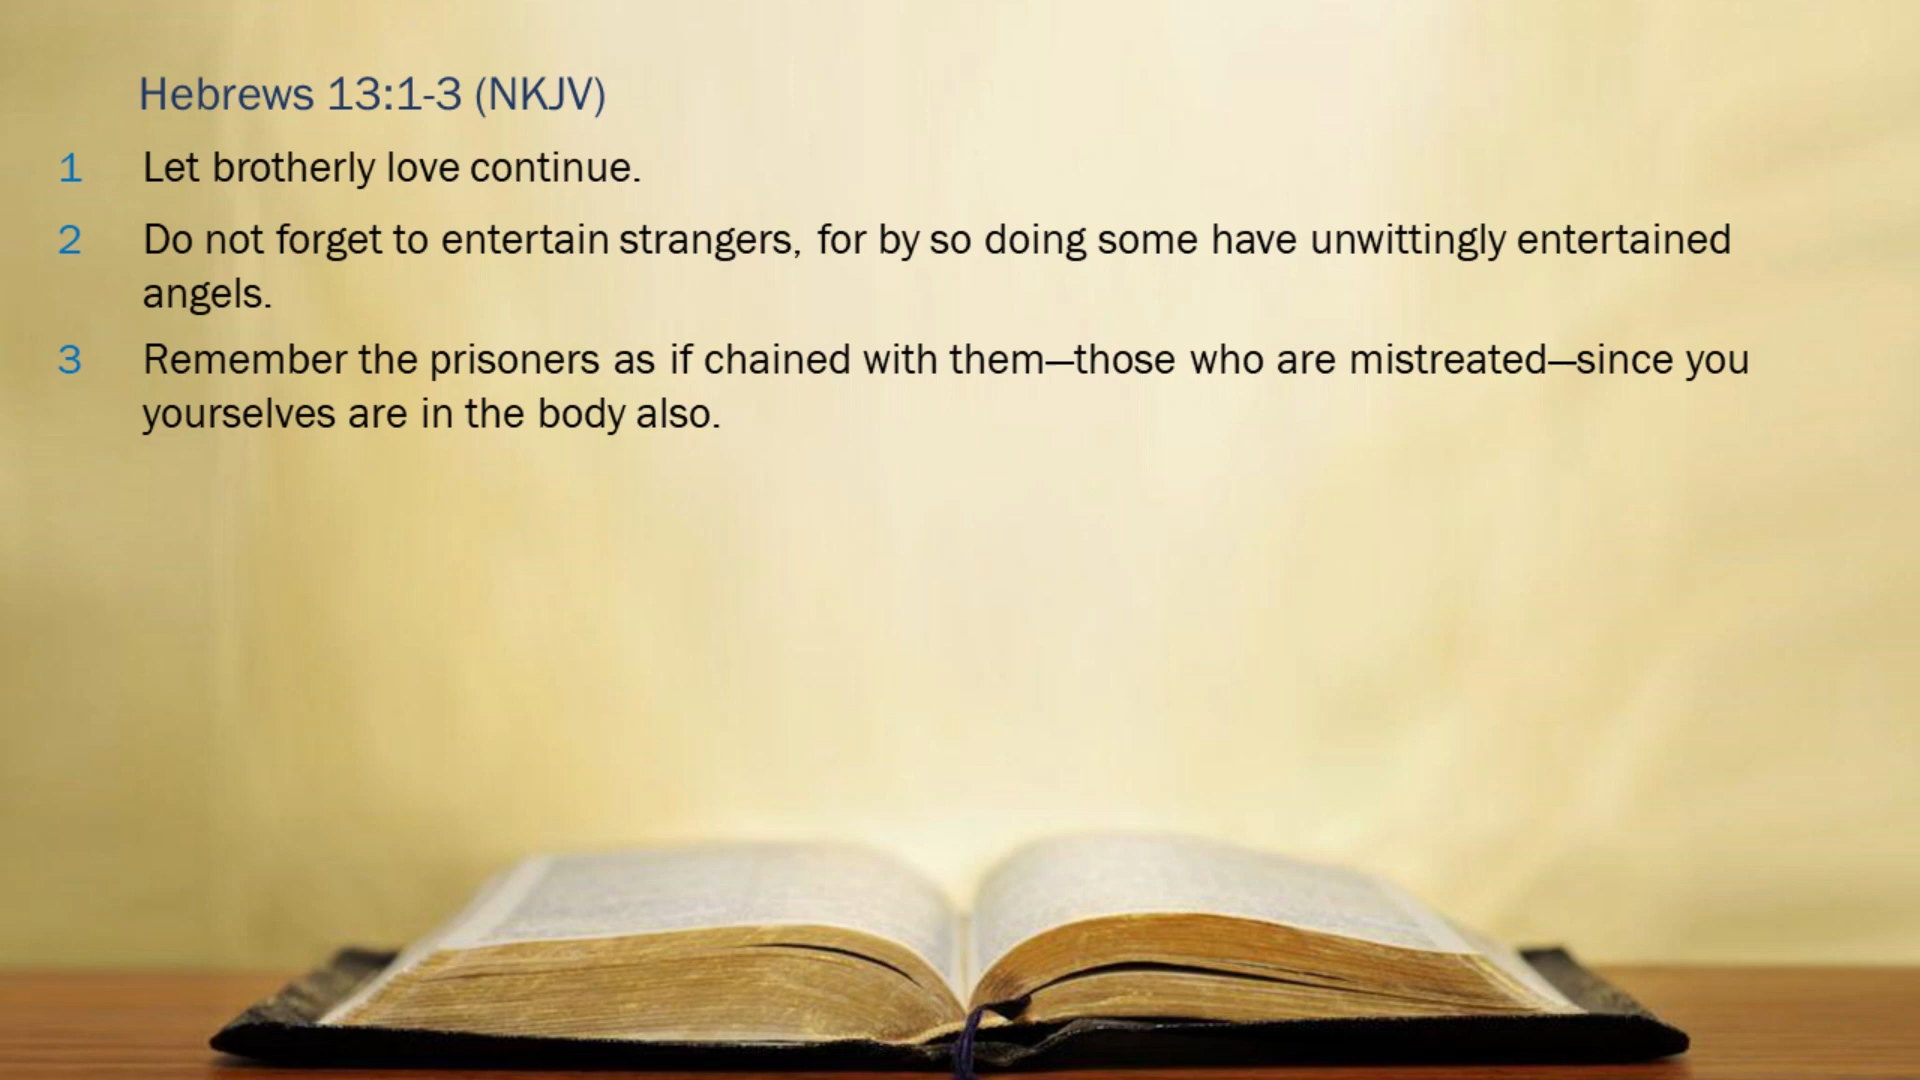 Hebrews 13:1-3 (NKJV)
1 Let brotherly love continue.
2 Do not forget to entertain strangers, for by so doing some have unwittingly entertained
angels.
3 Remember the prisoners as if chained with them—those who are mistreated—since you
yourselves are in the body also.